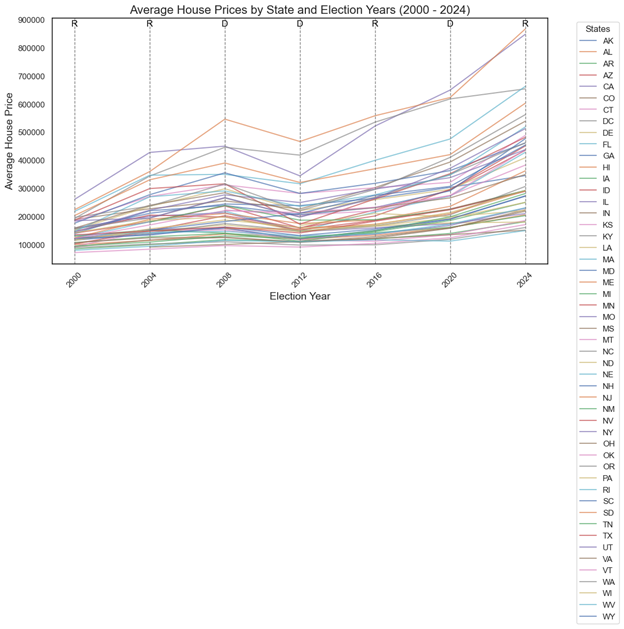 Average House Prices by State and Election Years (2000 - 2024)
R R D D R D R
900000
800000
700000
600000
500000
400000
300000
200000
100000
Average House Price
2000 2004 2008 2012 2016 2020 2024
Election Year
States
AK
AL
AR
AZ
CA
CO
CT
DC
DE
FL
GA
HI
IA
ID
IL
IN
KS
KY
LA
MA
MD
ME
MI
MN
MO
MS
MT
NC
ND
NE
NH
NJ
NM
NV
NY
OH
OK
OR
PA
RI
SC
SD
TN
TX
UT
VA
VT
WA
WI
WV
WY